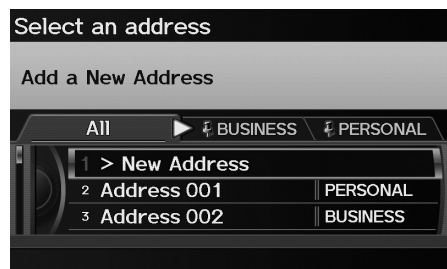 Select an address
Add a New Address
All BUSINESS PERSONAL
1 > New Address
2 Address 001 PERSONAL
3 Address 002 BUSINESS